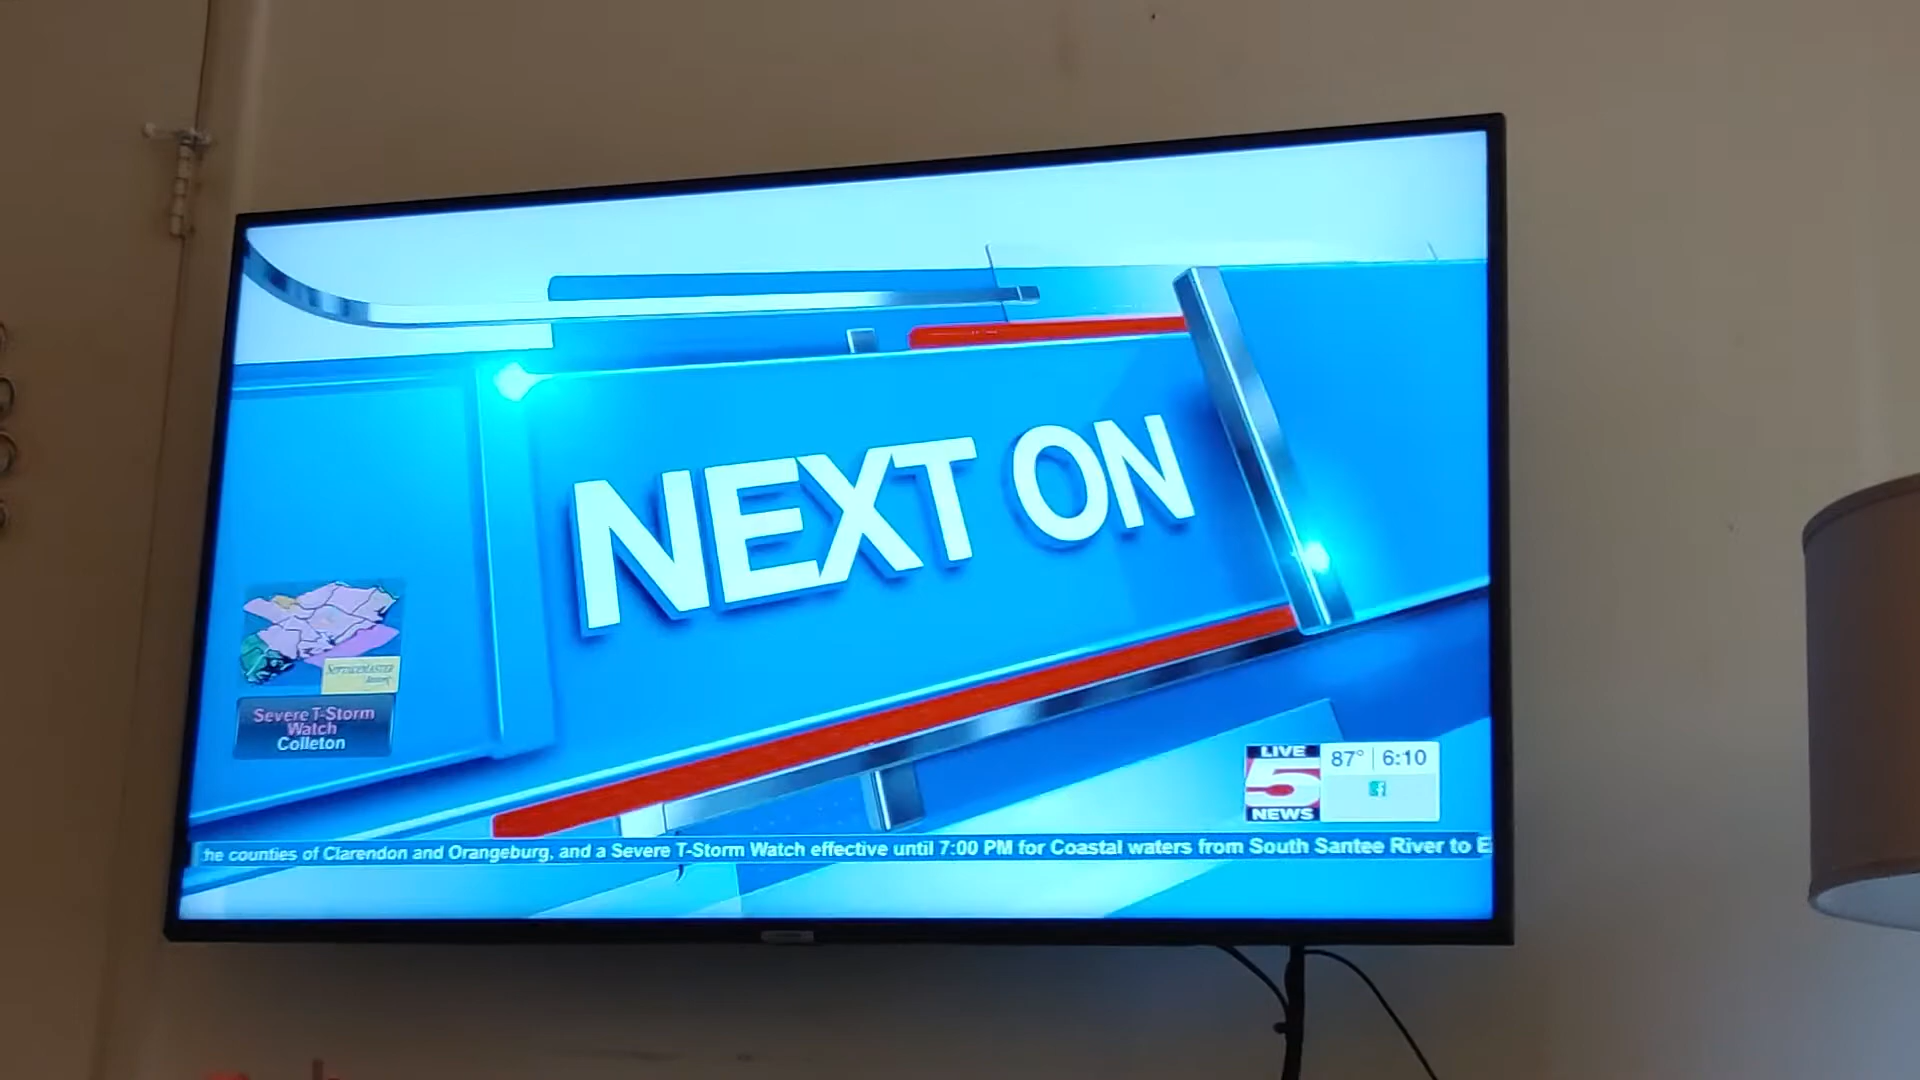 NEXT ON
SERVICEMASTER
Severe T-Storm
Watch
Colleton
LIVE
5
NEWS
87° | 6:10
he counties of Clarendon and Orangeburg, and a Severe T-Storm Watch effective until 7:00 PM for Coastal waters from South Santee River to E